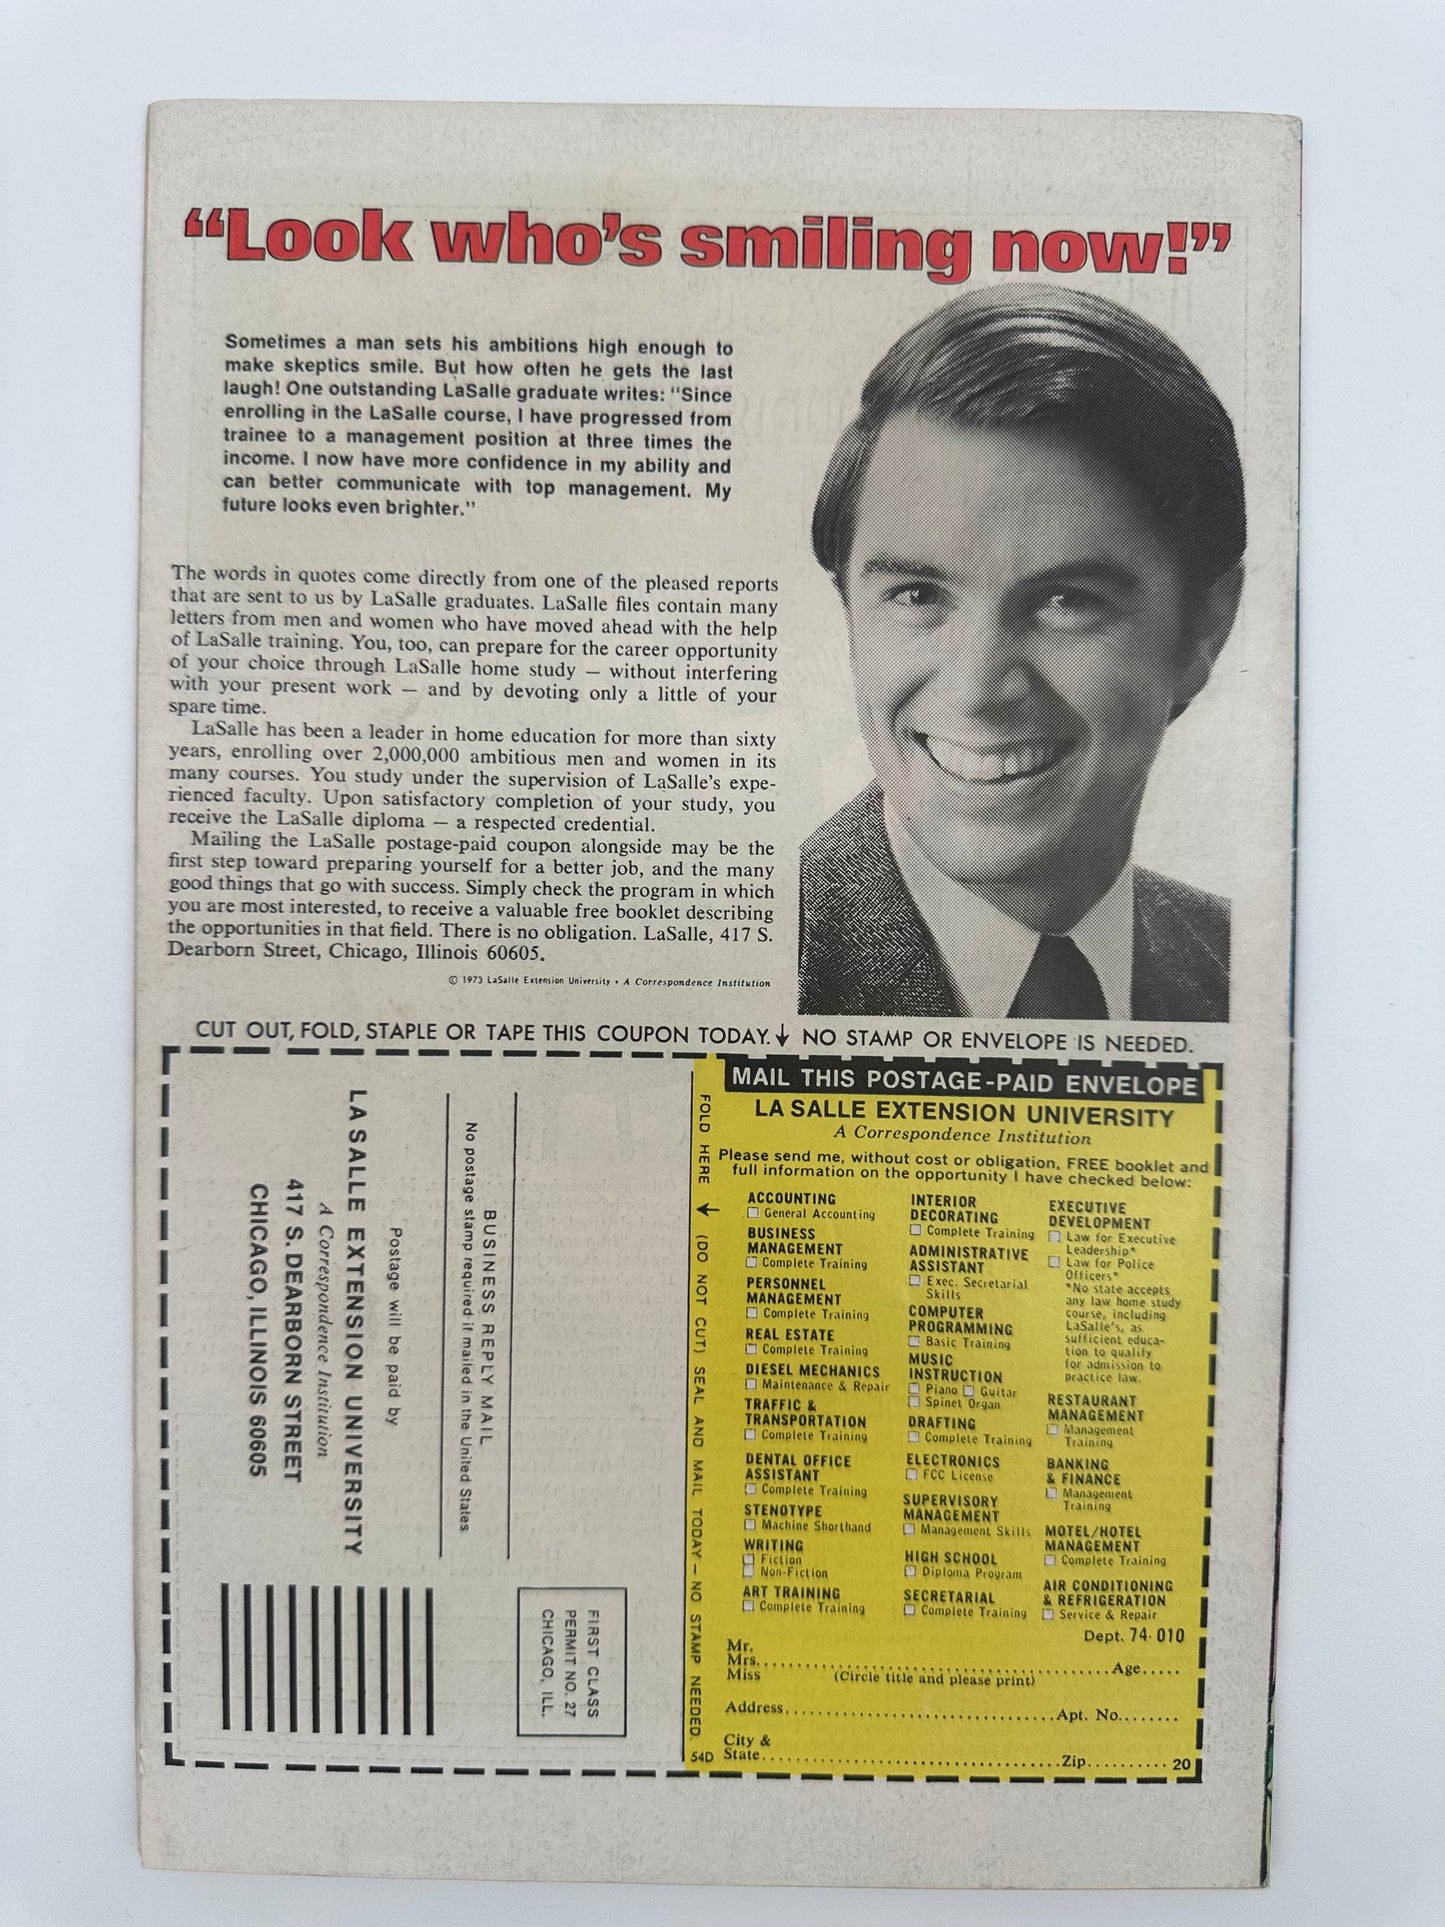 “Look who’s smiling now!”
Sometimes a man sets his ambitions high enough to
make skeptics smile. But how often he gets the last
laugh! One outstanding LaSalle graduate writes: “Since
enrolling in the LaSalle course, I have progressed from
trainee to a management position at three times the
income. I now have more confidence in my ability and
can better communicate with top management. My
future looks even brighter.”
The words in quotes come directly from one of the pleased reports
that are sent to us by LaSalle graduates. LaSalle files contain many
letters from men and women who have moved ahead with the help
of LaSalle training. You, too, can prepare for the career opportunity
of your choice through LaSalle home study — without interfering
with your present work — and by devoting only a little of your
spare time.
LaSalle has been a leader in home education for more than sixty
years, enrolling over 2,000,000 ambitious men and women in its
many courses. You study under the supervision of LaSalle’s expe-
rienced faculty. Upon satisfactory completion of your study, you
receive the LaSalle diploma — a respected credential.
Mailing the LaSalle postage-paid coupon alongside may be the
first step toward preparing yourself for a better job, and the many
good things that go with success. Simply check the program in which
you are most interested, to receive a valuable free booklet describing
the opportunities in that field. There is no obligation. LaSalle, 417 S.
Dearborn Street, Chicago, Illinois 60605.
© 1973 LaSalle Extension University • A Correspondence Institution
CUT OUT, FOLD, STAPLE OR TAPE THIS COUPON TODAY. ↓ NO STAMP OR ENVELOPE IS NEEDED.
FIRST CLASS
PERMIT NO. 27
CHICAGO, ILL.
BUSINESS REPLY MAIL
No postage stamp required if mailed in the United States
Postage will be paid by
LA SALLE EXTENSION UNIVERSITY
A Correspondence Institution
417 S. DEARBORN STREET
CHICAGO, ILLINOIS 60605
FOLD HERE ↓ (DO NOT CUT) SEAL AND MAIL TODAY — NO STAMP NEEDED.
54D
MAIL THIS POSTAGE-PAID ENVELOPE
LA SALLE EXTENSION UNIVERSITY
A Correspondence Institution
Please send me, without cost or obligation, FREE booklet and
full information on the opportunity I have checked below:
ACCOUNTING
☐ General Accounting
BUSINESS
MANAGEMENT
☐ Complete Training
PERSONNEL
MANAGEMENT
☐ Complete Training
REAL ESTATE
☐ Complete Training
DIESEL MECHANICS
☐ Maintenance & Repair
TRAFFIC &
TRANSPORTATION
☐ Complete Training
DENTAL OFFICE
ASSISTANT
☐ Complete Training
STENOTYPE
☐ Machine Shorthand
WRITING
☐ Fiction
☐ Non-Fiction
ART TRAINING
☐ Complete Training
INTERIOR
DECORATING
☐ Complete Training
ADMINISTRATIVE
ASSISTANT
☐ Exec. Secretarial
Skills
COMPUTER
PROGRAMMING
☐ Basic Training
MUSIC
INSTRUCTION
☐ Piano ☐ Guitar
☐ Spinet Organ
DRAFTING
☐ Complete Training
ELECTRONICS
☐ FCC License
SUPERVISORY
MANAGEMENT
☐ Management Skills
HIGH SCHOOL
☐ Diploma Program
SECRETARIAL
☐ Complete Training
EXECUTIVE
DEVELOPMENT
☐ Law for Executive
Leadership*
☐ Law for Police
Officers*
*No state accepts
any law home study
course, including
LaSalle’s, as
sufficient educa-
tion to qualify
for admission to
practice law.
RESTAURANT
MANAGEMENT
☐ Management
Training
BANKING
& FINANCE
☐ Management
Training
MOTEL/HOTEL
MANAGEMENT
☐ Complete Training
AIR CONDITIONING
& REFRIGERATION
☐ Service & Repair
Dept. 74-010
Mr.
Mrs. ........ Age.....
Miss (Circle title and please print)
Address........ Apt. No........
City &
State........ Zip.......... 20